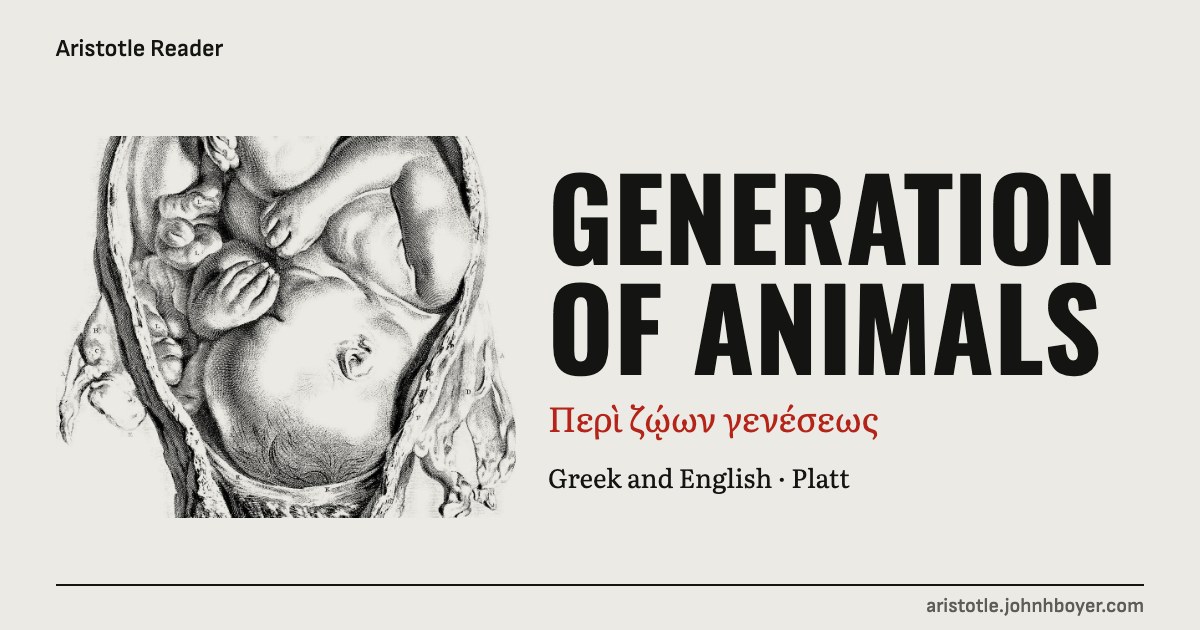 Aristotle Reader
GENERATION
OF ANIMALS
Περὶ ζῴων γενέσεως
Greek and English · Platt
aristotle.johnhboyer.com